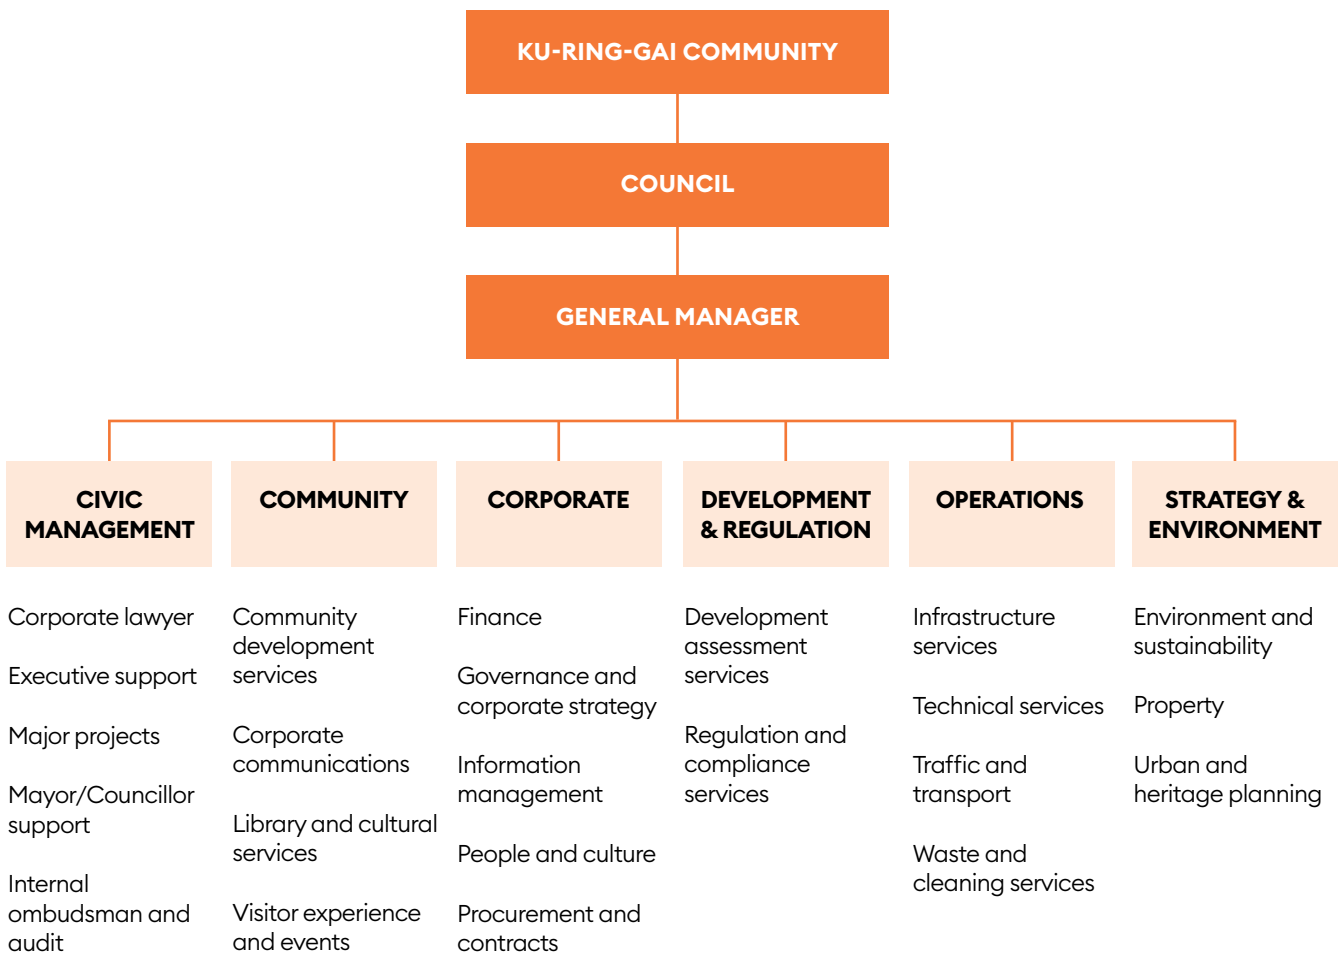 KU-RING-GAI COMMUNITY
COUNCIL
GENERAL MANAGER
CIVIC
MANAGEMENT
Corporate lawyer
Executive support
Major projects
Mayor/Councillor
support
Internal
ombudsman and
audit
COMMUNITY
Community
development
services
Corporate
communications
Library and cultural
services
Visitor experience
and events
CORPORATE
Finance
Governance and
corporate strategy
Information
management
People and culture
Procurement and
contracts
DEVELOPMENT
& REGULATION
Development
assessment
services
Regulation and
compliance
services
OPERATIONS
Infrastructure
services
Technical services
Traffic and
transport
Waste and
cleaning services
STRATEGY &
ENVIRONMENT
Environment and
sustainability
Property
Urban and
heritage planning